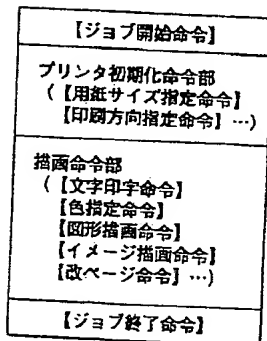 【ジョブ開始命令】
プリンタ初期化命令部
(【用紙サイズ指定命令】
【印刷方向指定命令】…)
描画命令部
(【文字印字命令】
【色指定命令】
【図形描画命令】
【イメージ描画命令】
【改ページ命令】…)
【ジョブ終了命令】